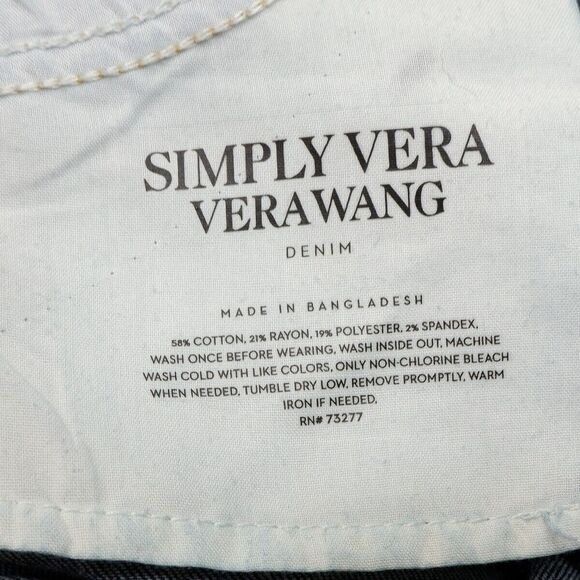 SIMPLY VERA
VERAWANG
DENIM
MADE IN BANGLADESH
58% COTTON, 21% RAYON, 19% POLYESTER, 2% SPANDEX,
WASH ONCE BEFORE WEARING, WASH INSIDE OUT, MACHINE
WASH COLD WITH LIKE COLORS, ONLY NON-CHLORINE BLEACH
WHEN NEEDED, TUMBLE DRY LOW, REMOVE PROMPTLY, WARM
IRON IF NEEDED.
RN# 73277